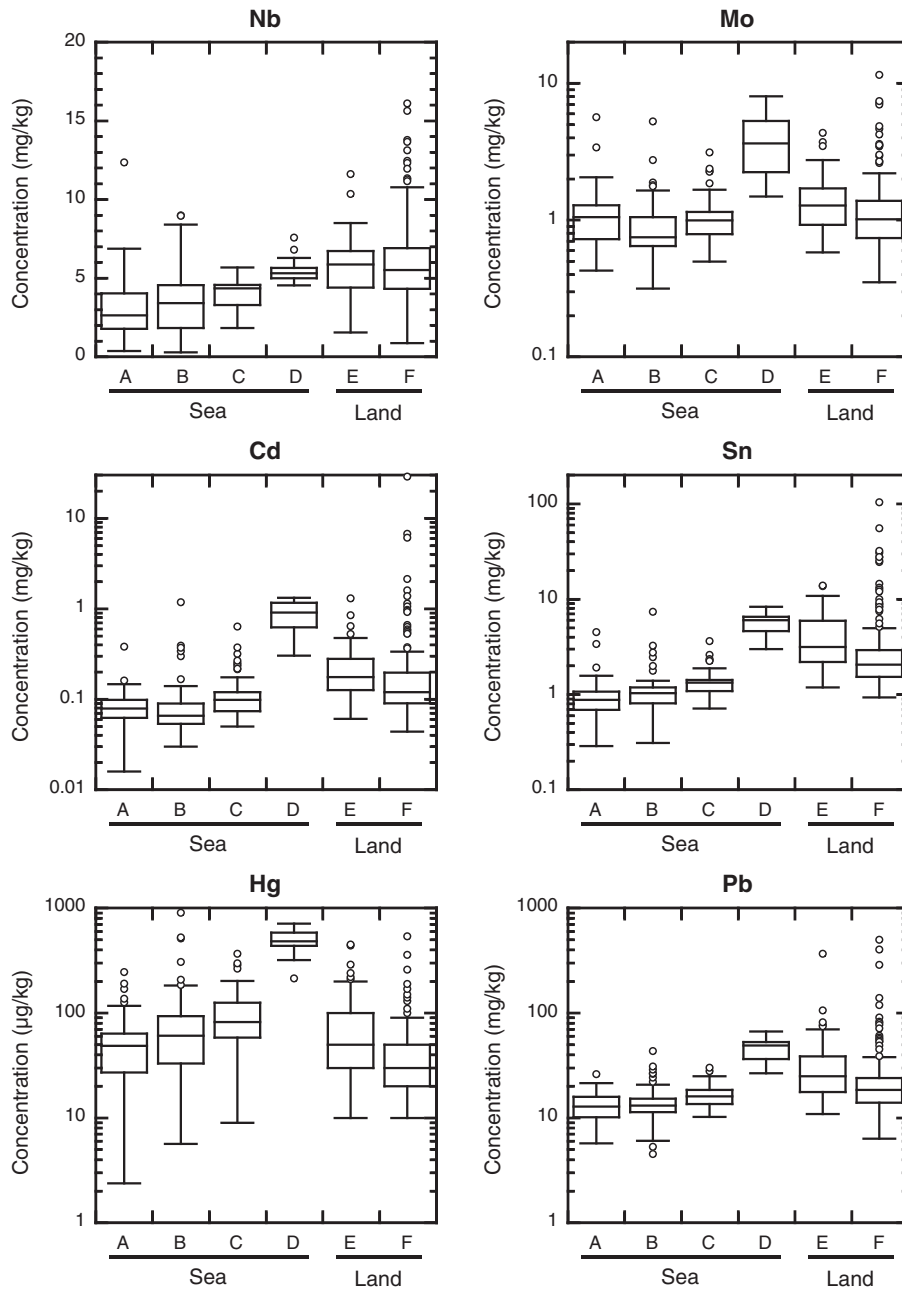 Nb
Concentration (mg/kg)
20
15
10
5
0
A B C D E F
Sea Land
Mo
Concentration (mg/kg)
10
1
0.1
A B C D E F
Sea Land
Cd
Concentration (mg/kg)
10
1
0.1
0.01
A B C D E F
Sea Land
Sn
Concentration (mg/kg)
100
10
1
0.1
A B C D E F
Sea Land
Hg
Concentration (µg/kg)
1000
100
10
1
A B C D E F
Sea Land
Pb
Concentration (mg/kg)
1000
100
10
1
A B C D E F
Sea Land